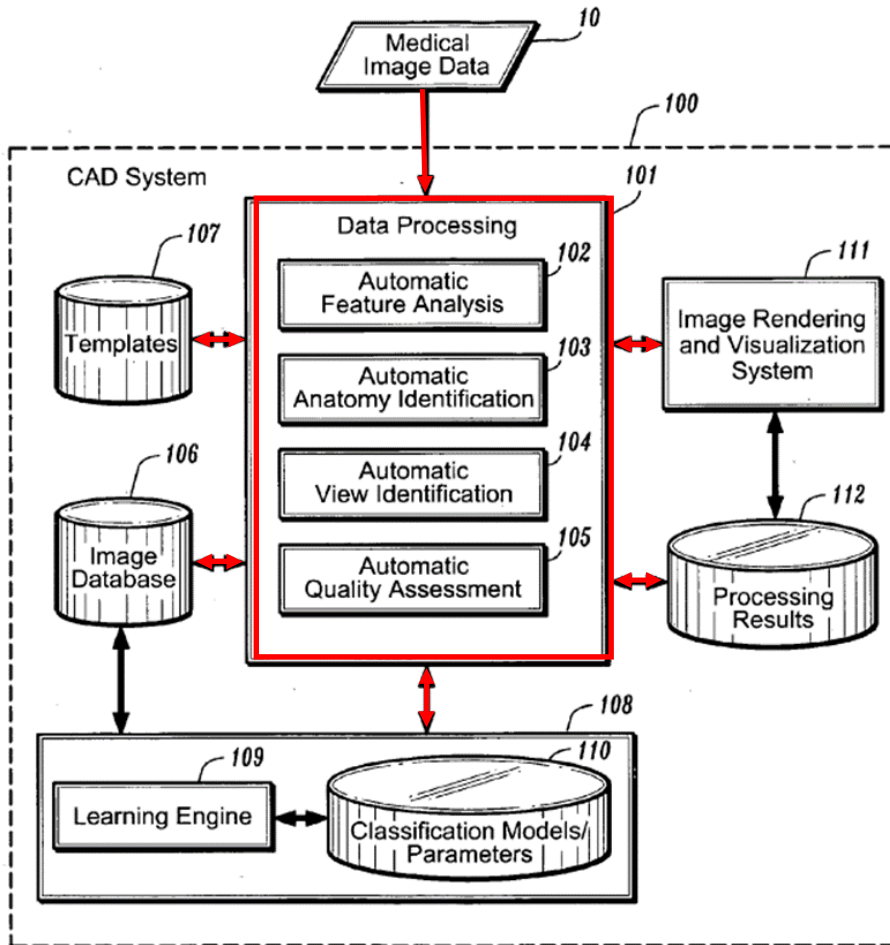 10
Medical
Image Data
100
CAD System
101
Data Processing
107
Templates
102
Automatic
Feature Analysis
111
Image Rendering
and Visualization
System
103
Automatic
Anatomy Identification
104
Automatic
View Identification
106
Image
Database
105
Automatic
Quality Assessment
112
Processing
Results
108
109
Learning Engine
110
Classification Models/
Parameters